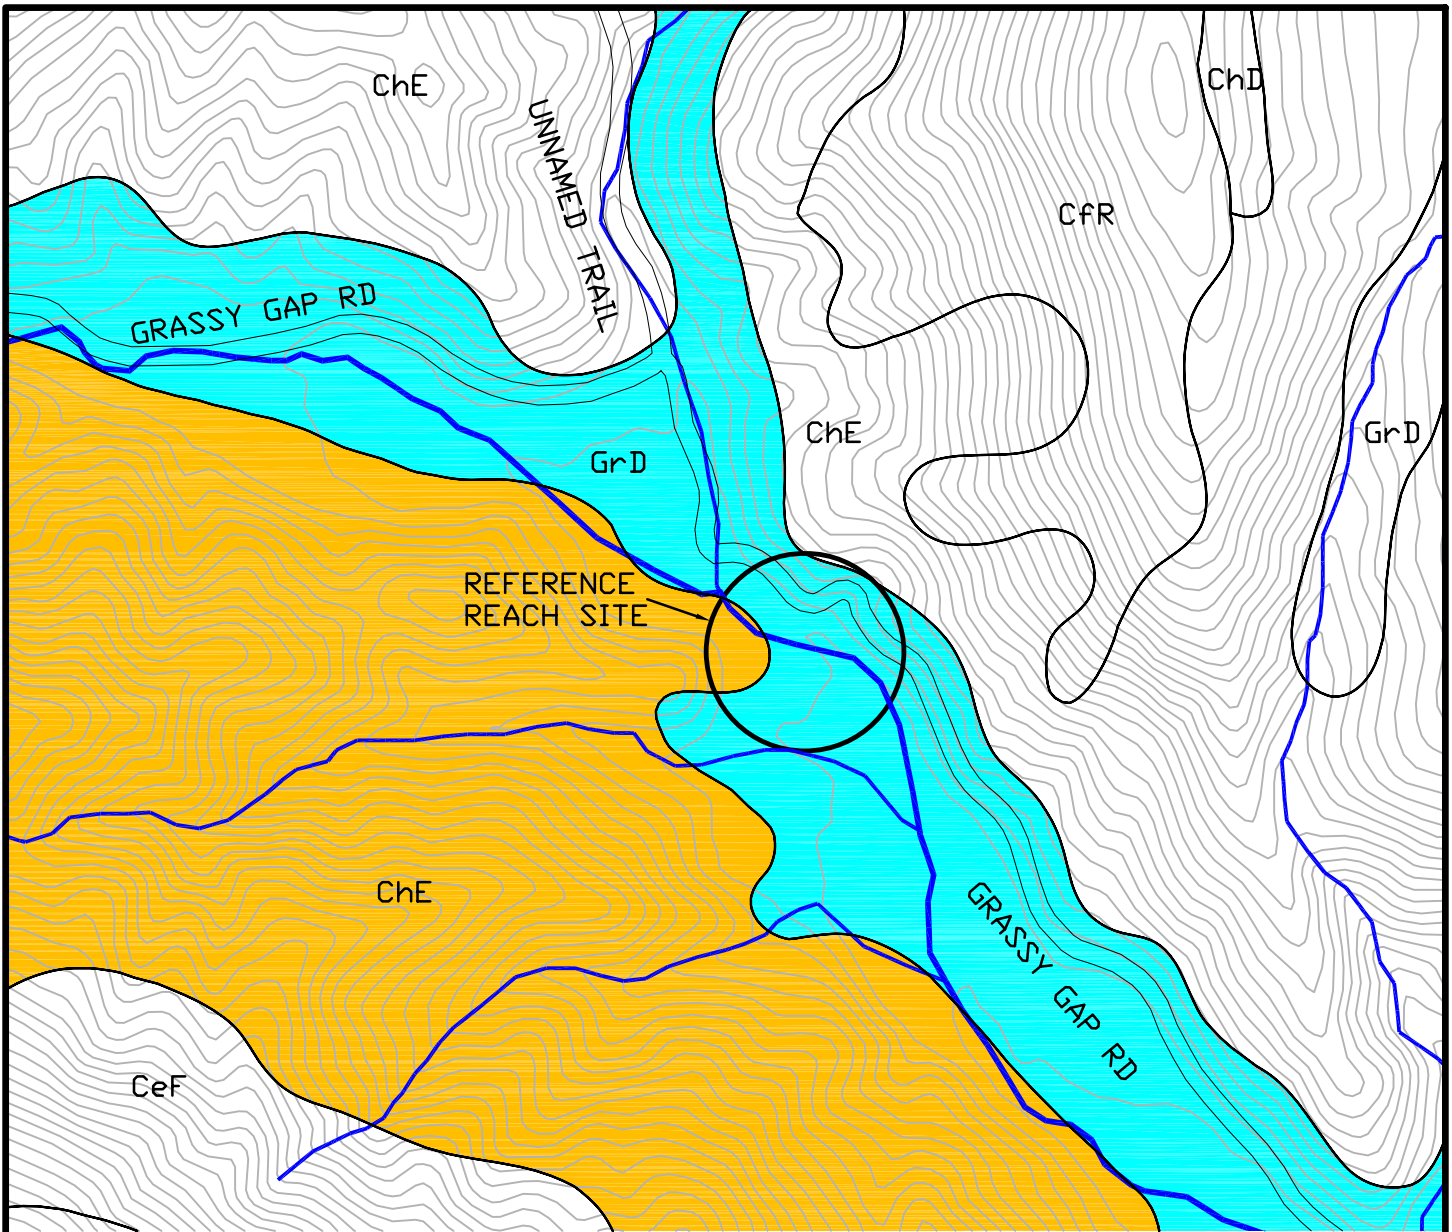 ChE
ChD
UNNAMED TRAIL
CfR
GRASSY GAP RD
ChE
GrD
GrD
REFERENCE
REACH SITE
ChE
GRASSY GAP RD
CeF